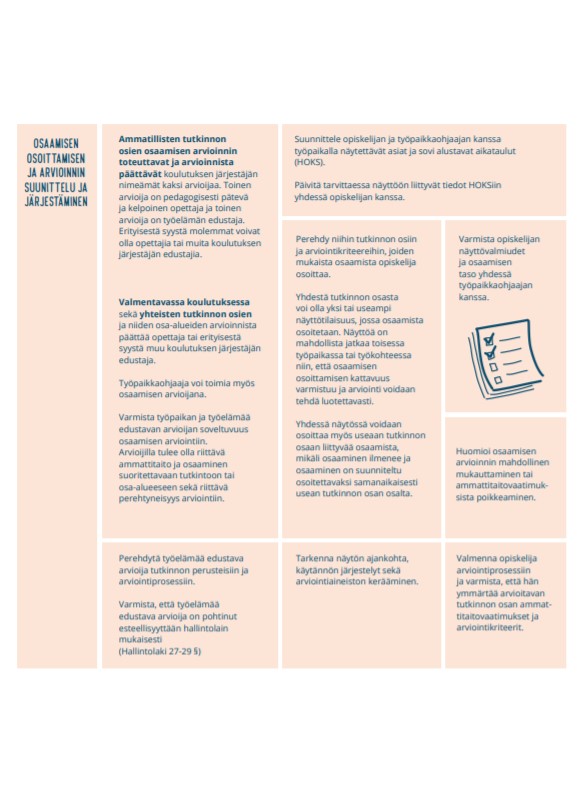 OSAAMISEN
OSOITTAMISEN
JA ARVIOINNIN
SUUNNITTELU JA
JÄRJESTÄMINEN
Ammatillisten tutkinnon
osien osaamisen arvioinnin
toteuttavat ja arvioinnista
päättävät koulutuksen järjestäjän
nimeämät kaksi arvioijaa. Toinen
arvioija on pedagogisesti pätevä
ja kelpoinen opettaja ja toinen
arvioija on työelämän edustaja.
Erityisestä syystä molemmat voivat
olla opettajia tai muita koulutuksen
järjestäjän edustajia.
Valmentavassa koulutuksessa
sekä yhteisten tutkinnon osien
ja niiden osa-alueiden arvioinnista
päättää opettaja tai erityisestä
syystä muu koulutuksen järjestäjän
edustaja.
Työpaikkaohjaaja voi toimia myös
osaamisen arvioijana.
Varmista työpaikan ja työelämää
edustavan arvioijan soveltuvuus
osaamisen arviointiin.
Arvioijilla tulee olla riittävä
ammattitaito ja osaaminen
suoritettavaan tutkintoon tai
osa-alueeseen sekä riittävä
perehtyneisyys arviointiin.
Suunnittele opiskelijan ja työpaikkaohjaajan kanssa
työpaikalla näytettävät asiat ja sovi alustavat aikataulut
(HOKS).
Päivitä tarvittaessa näyttöön liittyvät tiedot HOKSiin
yhdessä opiskelijan kanssa.
Perehdy niihin tutkinnon osiin
ja arviointikriteereihin, joiden
mukaista osaamista opiskelija
osoittaa.
Yhdestä tutkinnon osasta
voi olla yksi tai useampi
näyttötilaisuus, jossa osaamista
osoitetaan. Näyttöä on
mahdollista jatkaa toisessa
työpaikassa tai työkohteessa
niin, että osaamisen
osoittamisen kattavuus
varmistuu ja arviointi voidaan
tehdä luotettavasti.
Yhdessä näytössä voidaan
osoittaa myös useaan tutkinnon
osaan liittyvää osaamista,
mikäli osaaminen ilmenee ja
osaaminen on suunniteltu
osoitettavaksi samanaikaisesti
usean tutkinnon osan osalta.
Varmista opiskelijan
näyttövalmiudet
ja osaamisen
taso yhdessä
työpaikkaohjaajan
kanssa.
Huomioi osaamisen
arvioinnin mahdollinen
mukauttaminen tai
ammattitaitovaatimuk-
sista poikkeaminen.
Perehdytä työelämää edustava
arvioija tutkinnon perusteisiin ja
arviointiprosessiin.
Varmista, että työelämää
edustava arvioija on pohtinut
esteellisyyttään hallintolain
mukaisesti
(Hallintolaki 27-29 §)
Tarkenna näytön ajankohta,
käytännön järjestelyt sekä
arviointiaineiston kerääminen.
Valmenna opiskelija
arviointiprosessiin
ja varmista, että hän
ymmärtää arvioitavan
tutkinnon osan ammat-
titaitovaatimukset ja
arviointikriteerit.